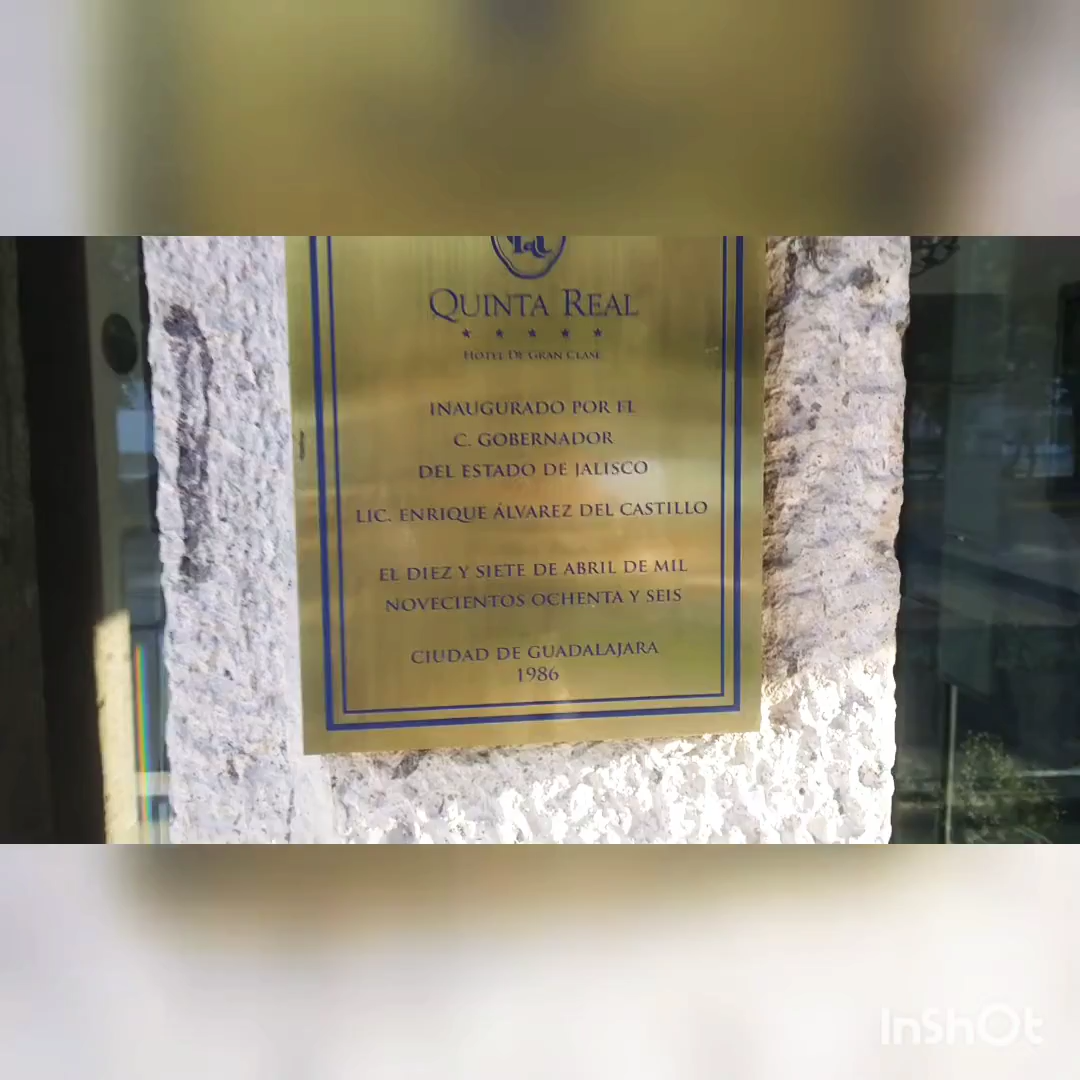 QUINTA REAL
★ ★ ★ ★ ★
HOTEL DE GRAN CLASE
INAUGURADO POR EL
C. GOBERNADOR
DEL ESTADO DE JALISCO
LIC. ENRIQUE ÁLVAREZ DEL CASTILLO
EL DIEZ Y SIETE DE ABRIL DE MIL
NOVECIENTOS OCHENTA Y SEIS
CIUDAD DE GUADALAJARA
1986
InShOt